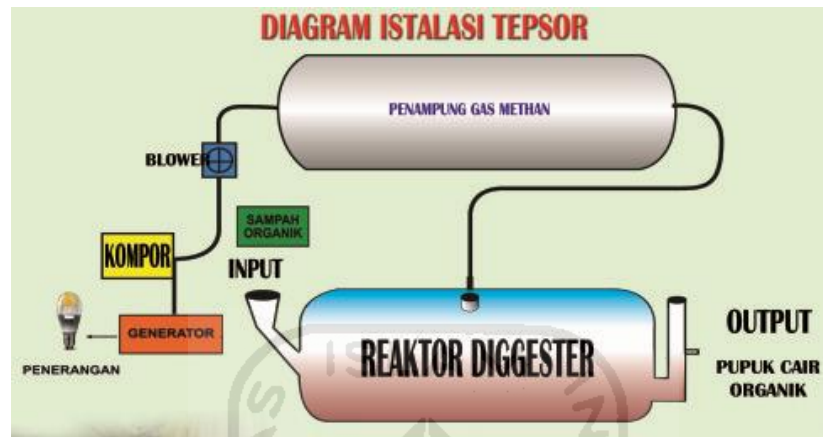 DIAGRAM ISTALASI TEPSOR
PENAMPUNG GAS METHAN
BLOWER
SAMPAH
ORGANIK
KOMPOR
INPUT
GENERATOR
PENERANGAN
REAKTOR DIGGESTER
OUTPUT
PUPUK CAIR
ORGANIK